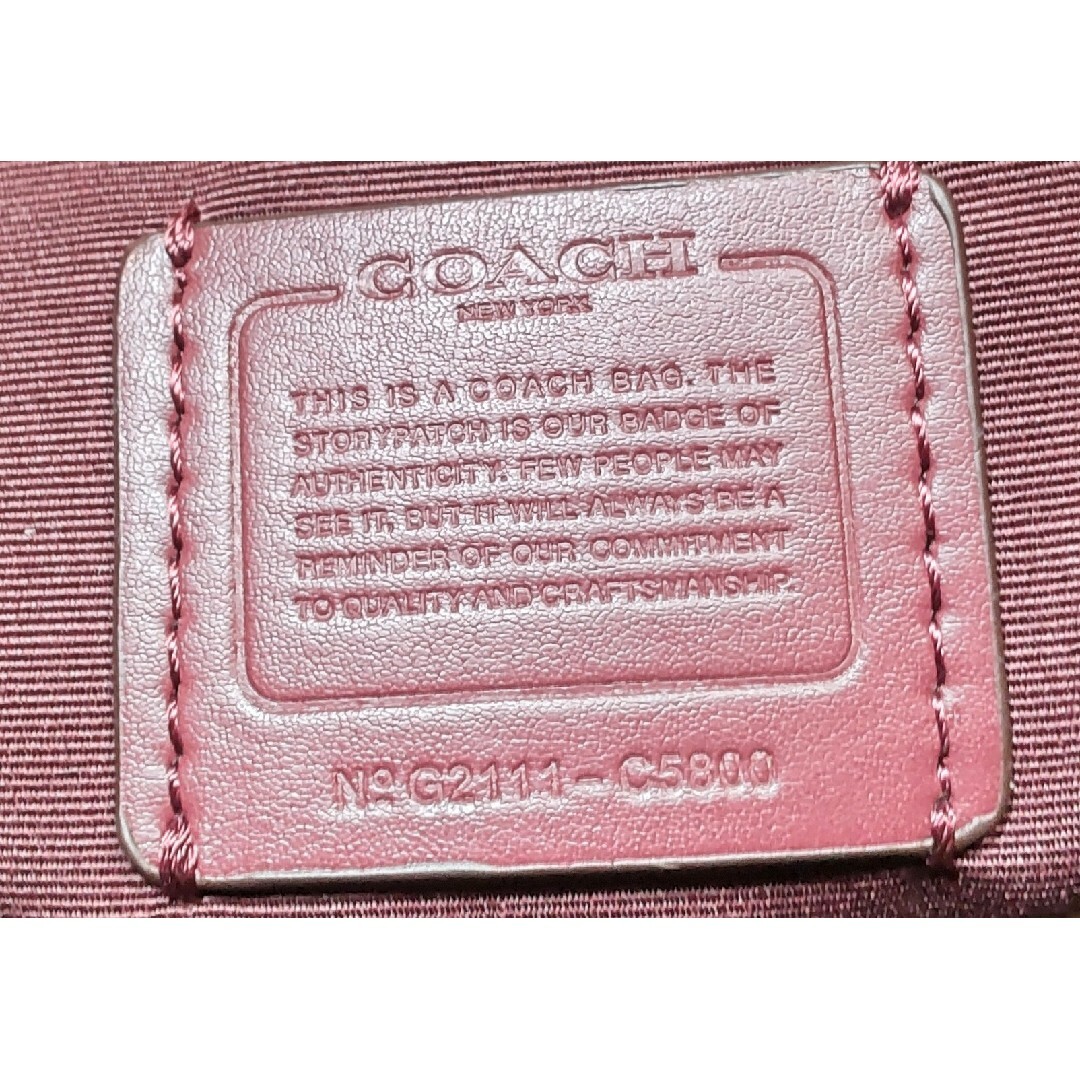 COACH
NEW YORK
THIS IS A COACH BAG. THE
STORYPATCH IS OUR BADGE OF
AUTHENTICITY. FEW PEOPLE MAY
SEE IT, BUT IT WILL ALWAYS BE A
REMINDER OF OUR COMMITMENT
TO QUALITY AND CRAFTSMANSHIP.
Nº G2111-C5800